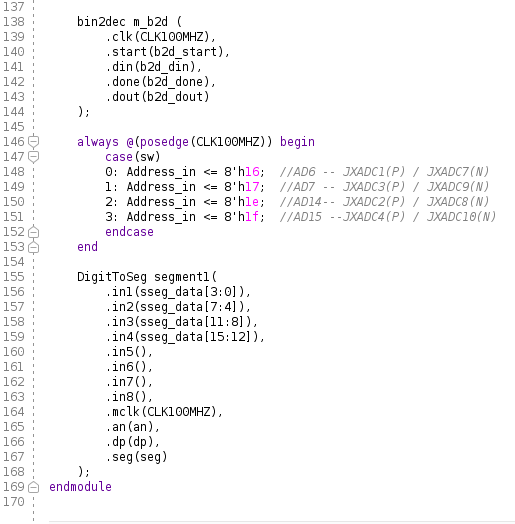 137
138 bin2dec m_b2d (
139 .clk(CLK100MHZ),
140 .start(b2d_start),
141 .din(b2d_din),
142 .done(b2d_done),
143 .dout(b2d_dout)
144 );
145
146 always @(posedge(CLK100MHZ)) begin
147 case(sw)
148 0: Address_in <= 8'h16; //AD6 -- JXADC1(P) / JXADC7(N)
149 1: Address_in <= 8'h17; //AD7 -- JXADC3(P) / JXADC9(N)
150 2: Address_in <= 8'h1e; //AD14-- JXADC2(P) / JXADC8(N)
151 3: Address_in <= 8'h1f; //AD15 --JXADC4(P) / JXADC10(N)
152 endcase
153 end
154
155 DigitToSeg segment1(
156 .in1(sseg_data[3:0]),
157 .in2(sseg_data[7:4]),
158 .in3(sseg_data[11:8]),
159 .in4(sseg_data[15:12]),
160 .in5(),
161 .in6(),
162 .in7(),
163 .in8(),
164 .mclk(CLK100MHZ),
165 .an(an),
166 .dp(dp),
167 .seg(seg)
168 );
169 endmodule
170